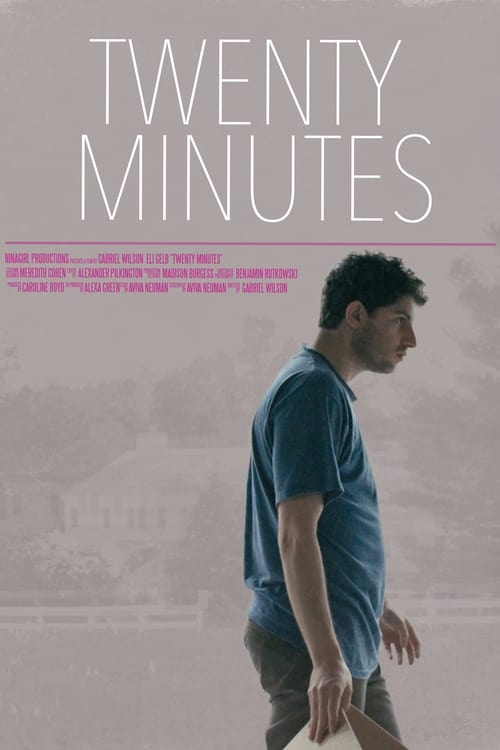 TWENTY
MINUTES
NINAGIRL PRODUCTIONS PRESENTS A FILM BY GABRIEL WILSON ELI GELB "TWENTY MINUTES"
MEREDITH COHEN ALEXANDER PILKINGTON MADISON BURGESS BENJAMIN RUTKOWSKI
CAROLINE BOYD ALEXA GREEN AVIVA NEUMAN AVIVA NEUMAN GABRIEL WILSON